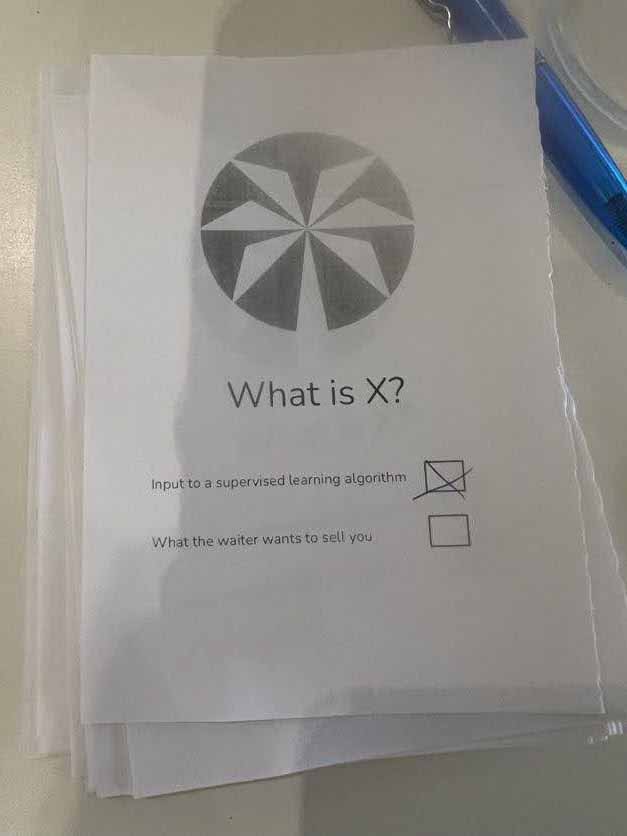 What is X?
Input to a supervised learning algorithm
What the waiter wants to sell you